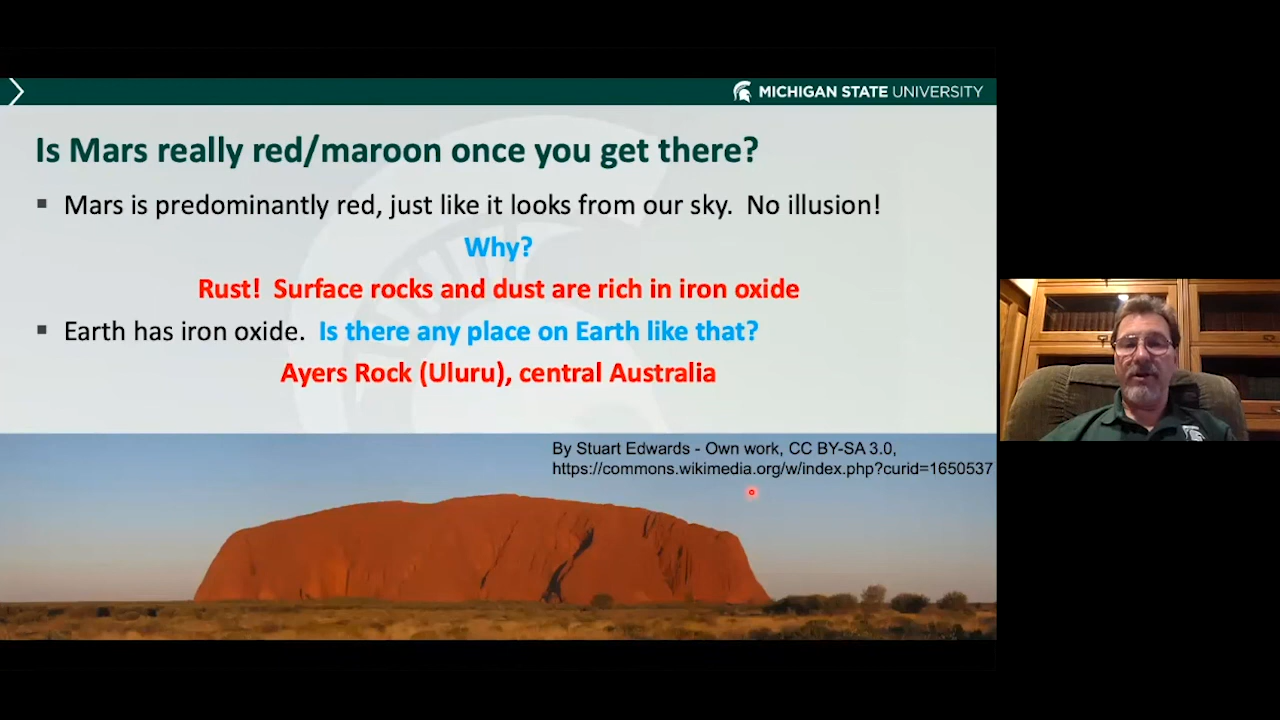 MICHIGAN STATE UNIVERSITY
Is Mars really red/maroon once you get there?
▪ Mars is predominantly red, just like it looks from our sky. No illusion!
Why?
Rust! Surface rocks and dust are rich in iron oxide
▪ Earth has iron oxide. Is there any place on Earth like that?
Ayers Rock (Uluru), central Australia
By Stuart Edwards - Own work, CC BY-SA 3.0,
https://commons.wikimedia.org/w/index.php?curid=1650537